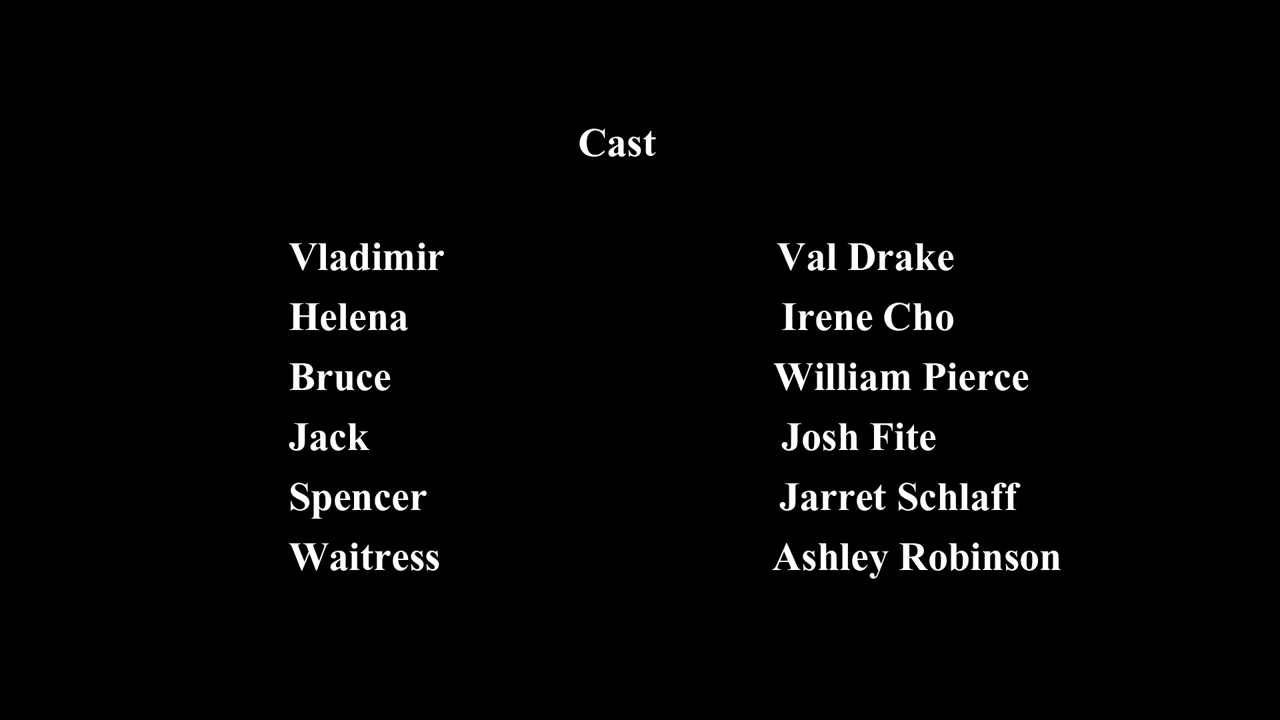 Cast
Vladimir Val Drake
Helena Irene Cho
Bruce William Pierce
Jack Josh Fite
Spencer Jarret Schlaff
Waitress Ashley Robinson